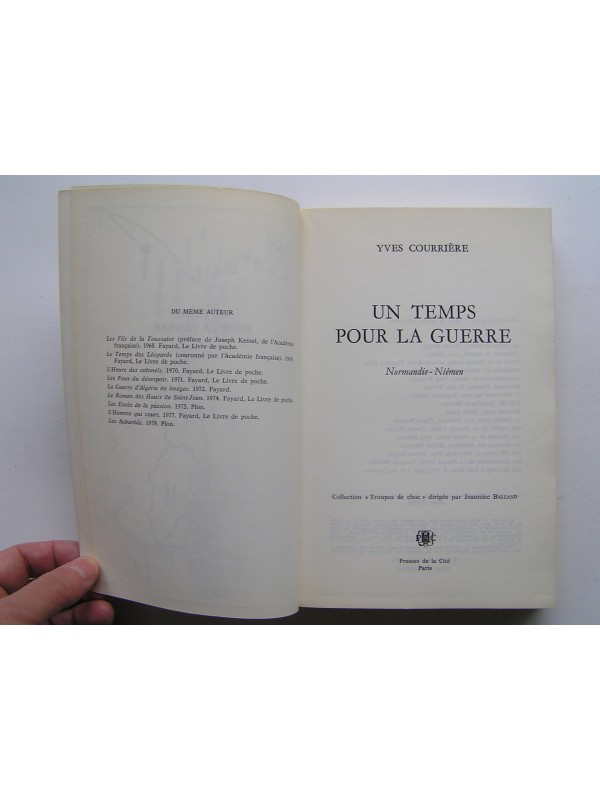 DU MEME AUTEUR
Les Fils de la Toussaint (préface de Joseph Kessel, de l'Académie
française). 1968. Fayard, Le Livre de poche.
Le Temps des Léopards (couronné par l'Académie française).
Fayard, Le Livre de poche.
L'Heure des colonels. 1970. Fayard, Le Livre de poche.
Les Feux du désespoir. 1971. Fayard, Le Livre de poche.
La Guerre d'Algérie en images. 1972. Fayard.
Le Roman des Hauts de Saint-Jean. 1974. Fayard, Le Livre de poche
Les Excès de la passion. 1975. Plon.
L'Homme qui court. 1977. Fayard, Le Livre de poche.
Les Aubarède. 1978. Plon.
YVES COURRIÈRE
UN TEMPS
POUR LA GUERRE
Normandie-Niémen
Collection « Troupes de choc » dirigée par Jeannine BALLAND
Presses de la Cité
Paris